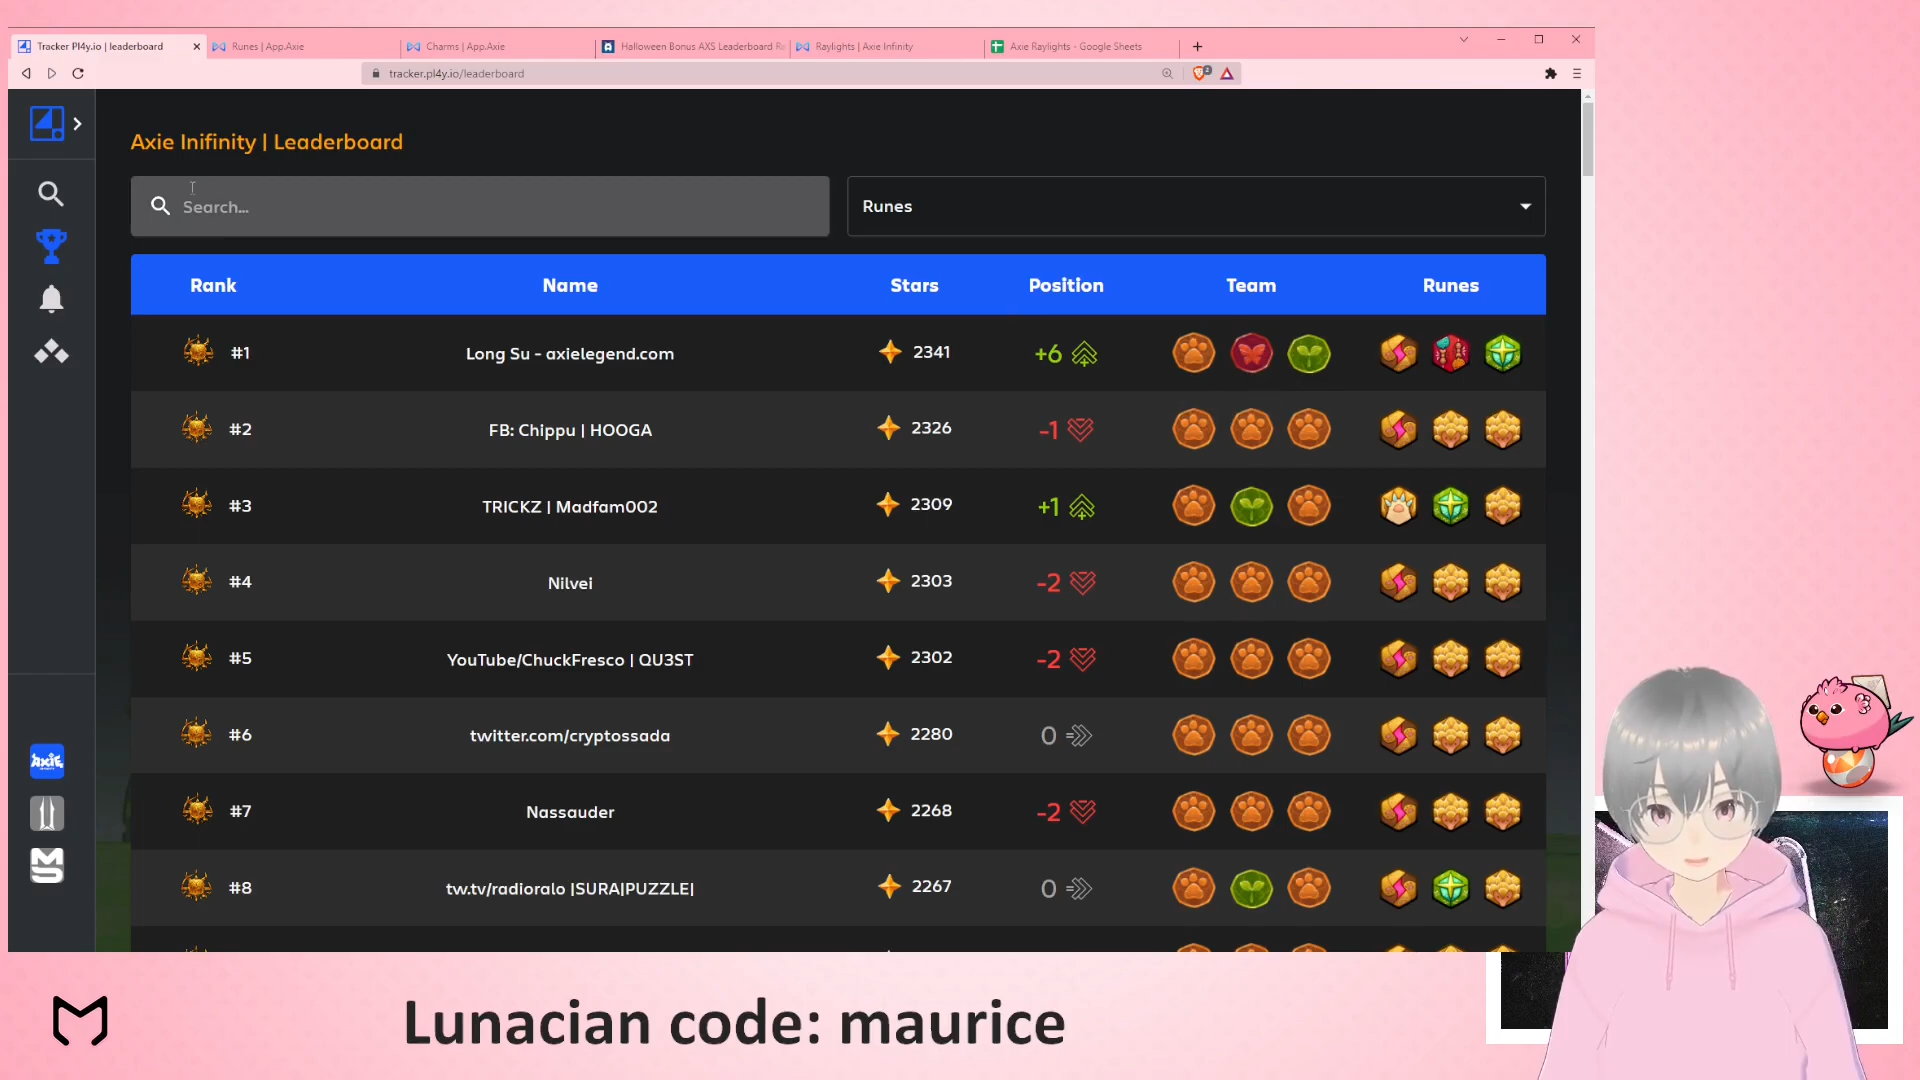 Tracker Pl4y.io | leaderboard
Runes | App.Axie
Charms | App.Axie
Halloween Bonus AXS Leaderboard Re
Raylights | Axie Infinity
Axie Raylights - Google Sheets
tracker.pl4y.io/leaderboard
2
Axie Inifinity | Leaderboard
Search...
Runes
Rank Name Stars Position Team Runes
#1 Long Su - axielegend.com 2341 +6
#2 FB: Chippu | HOOGA 2326 -1
#3 TRICKZ | Madfam002 2309 +1
#4 Nilvei 2303 -2
#5 YouTube/ChuckFresco | QU3ST 2302 -2
#6 twitter.com/cryptossada 2280 0
#7 Nassauder 2268 -2
#8 tw.tv/radioralo |SURA|PUZZLE| 2267 0
AXIE
Lunacian code: maurice